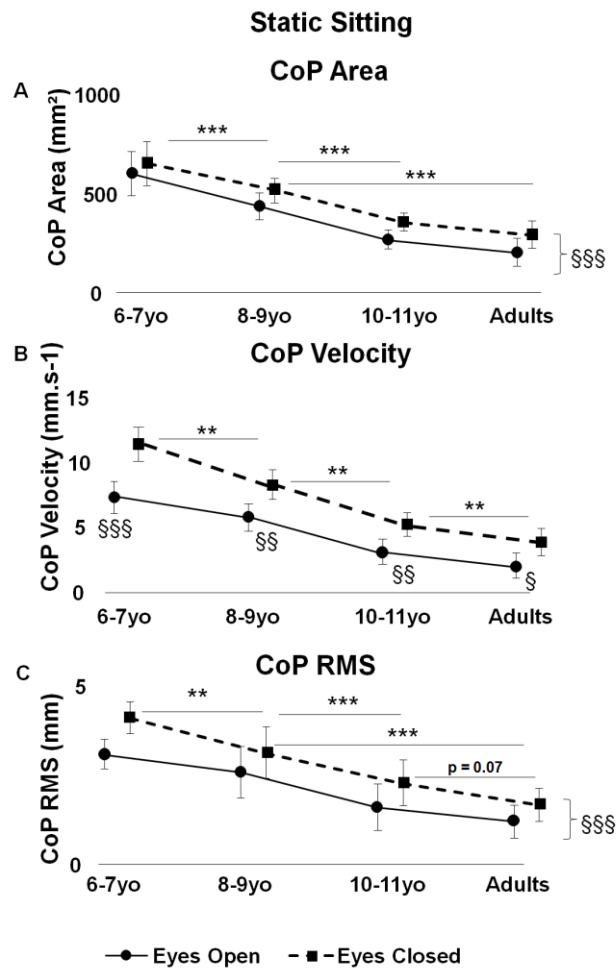 Static Sitting
CoP Area
A
CoP Area (mm²)
1000
500
0
***
***
***
§§§
6-7yo 8-9yo 10-11yo Adults
B
CoP Velocity
CoP Velocity (mm.s-1)
15
10
5
0
**
**
**
§§§
§§
§§
§
6-7yo 8-9yo 10-11yo Adults
C
CoP RMS
CoP RMS (mm)
5
0
**
***
***
p = 0.07
§§§
6-7yo 8-9yo 10-11yo Adults
Eyes Open Eyes Closed